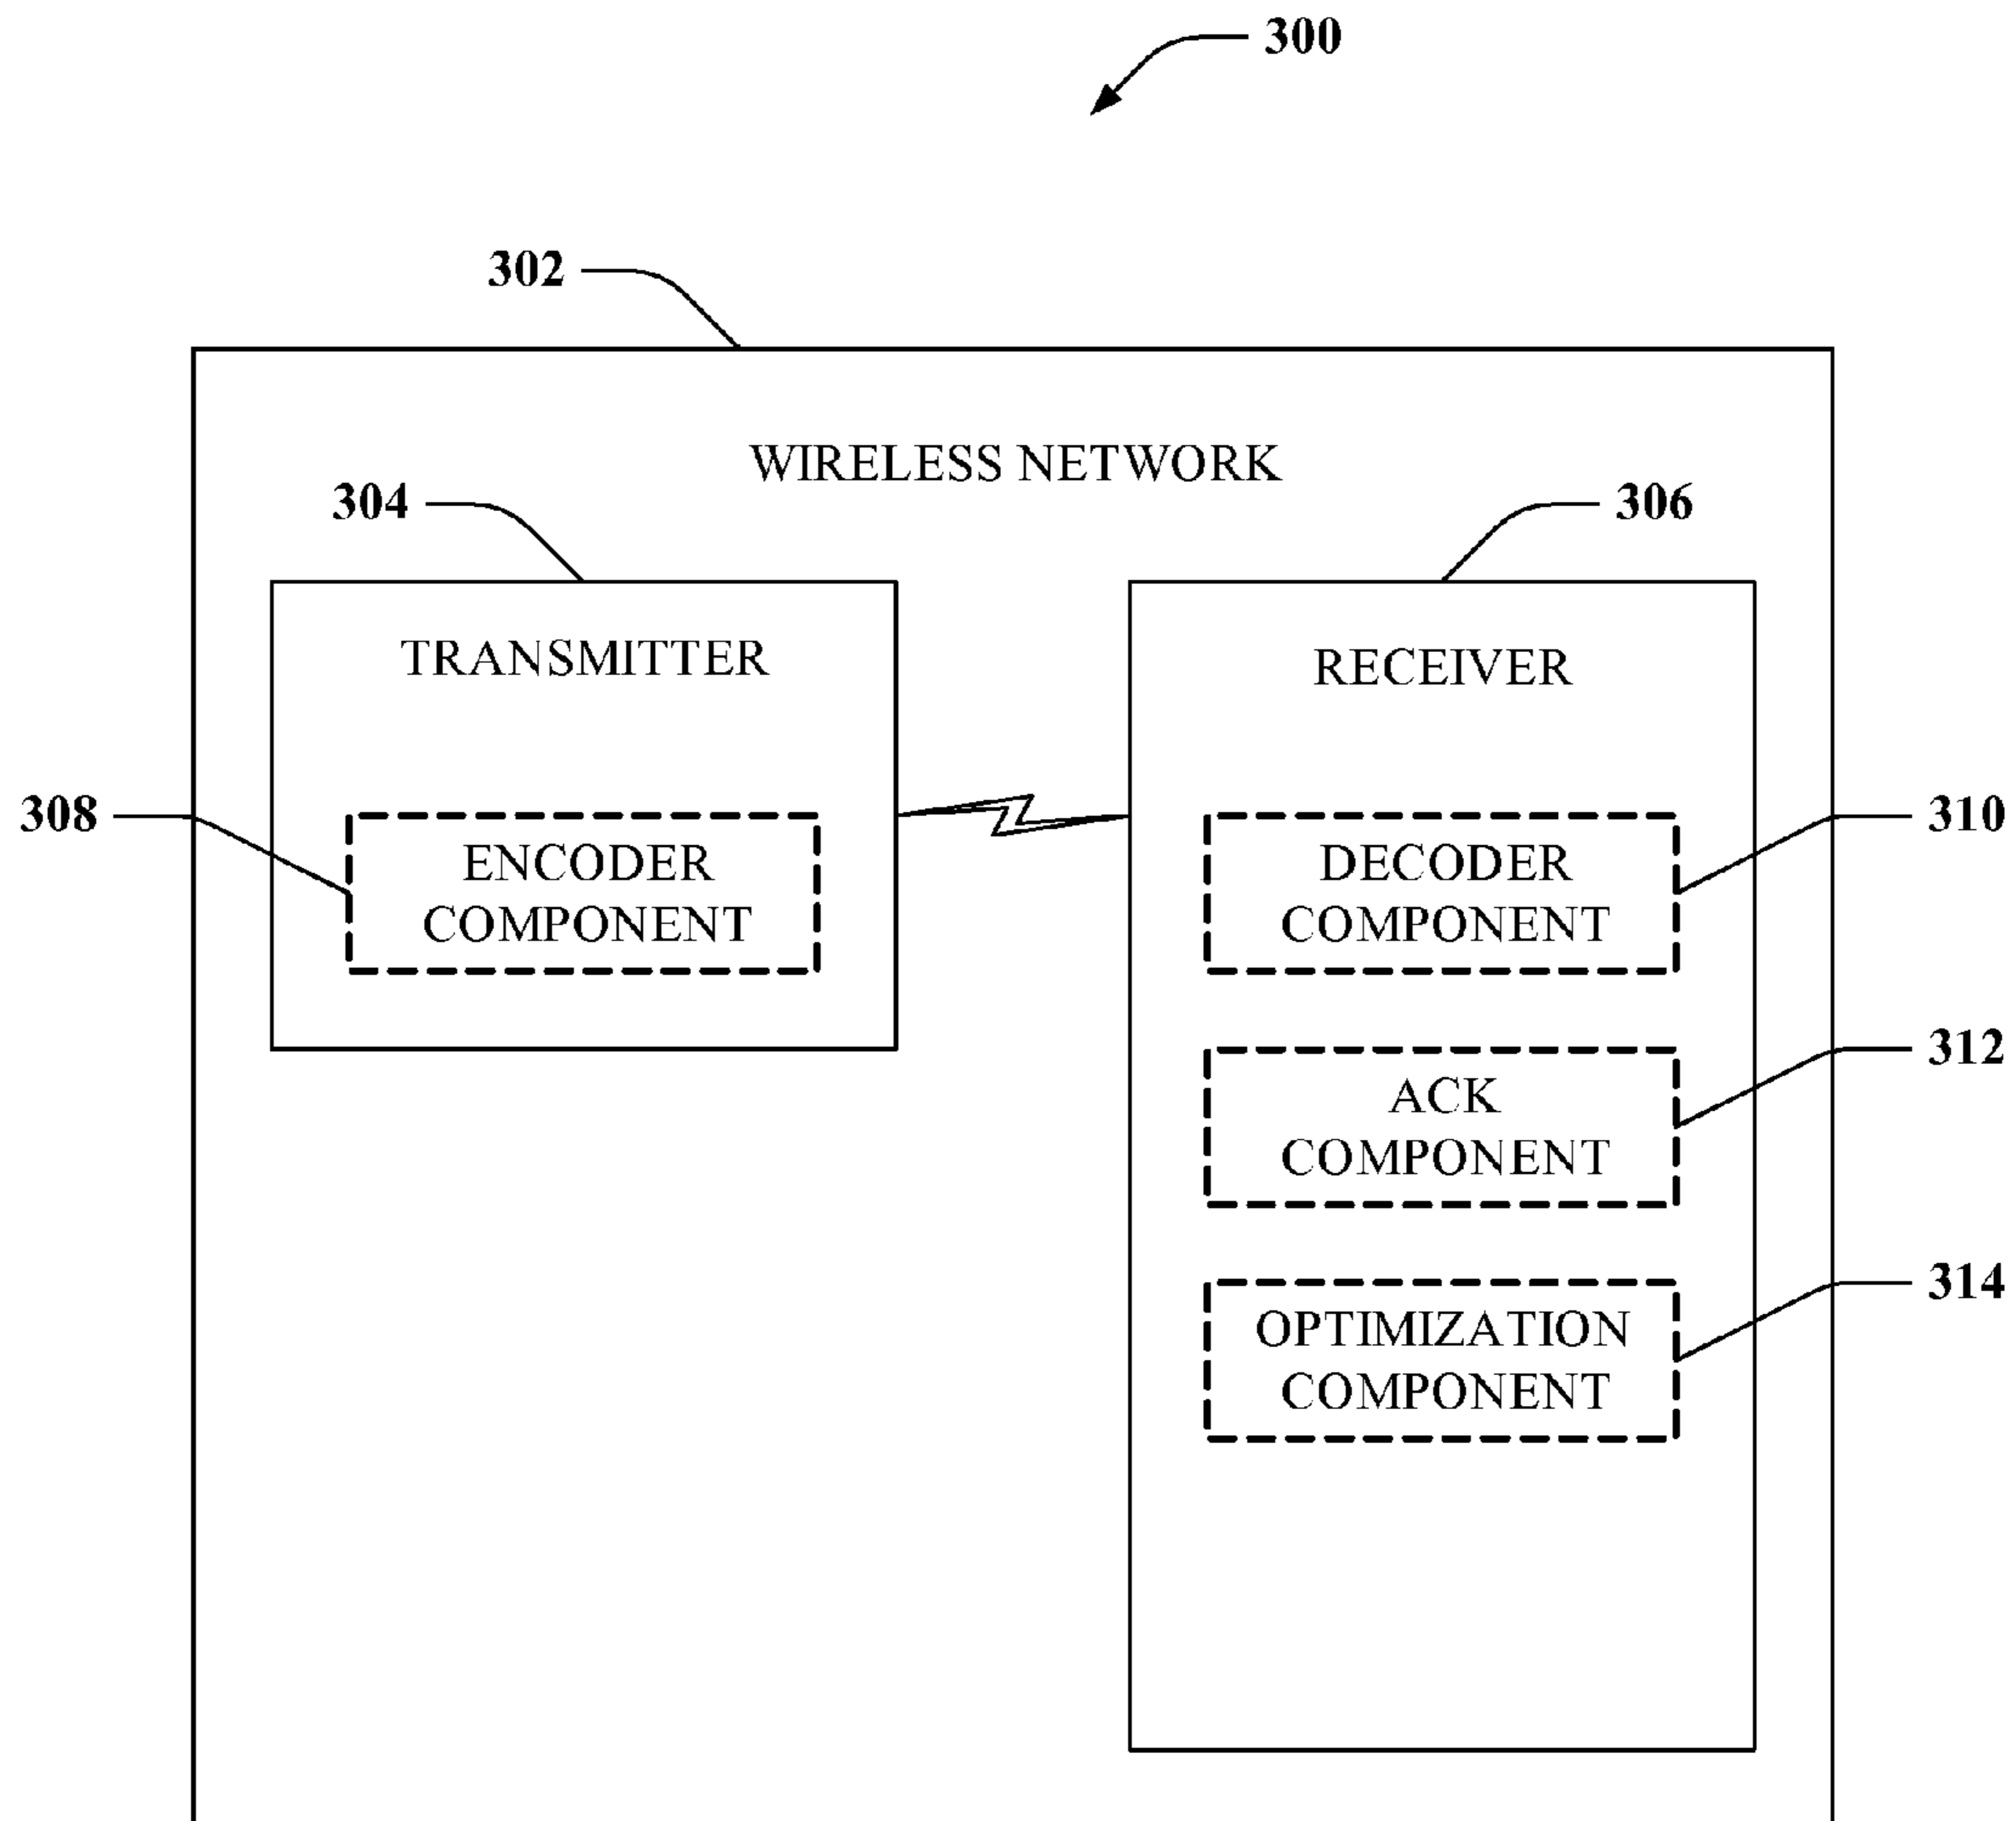 300
302
WIRELESS NETWORK
304
306
TRANSMITTER
RECEIVER
308
310
ENCODER
COMPONENT
DECODER
COMPONENT
312
ACK
COMPONENT
314
OPTIMIZATION
COMPONENT